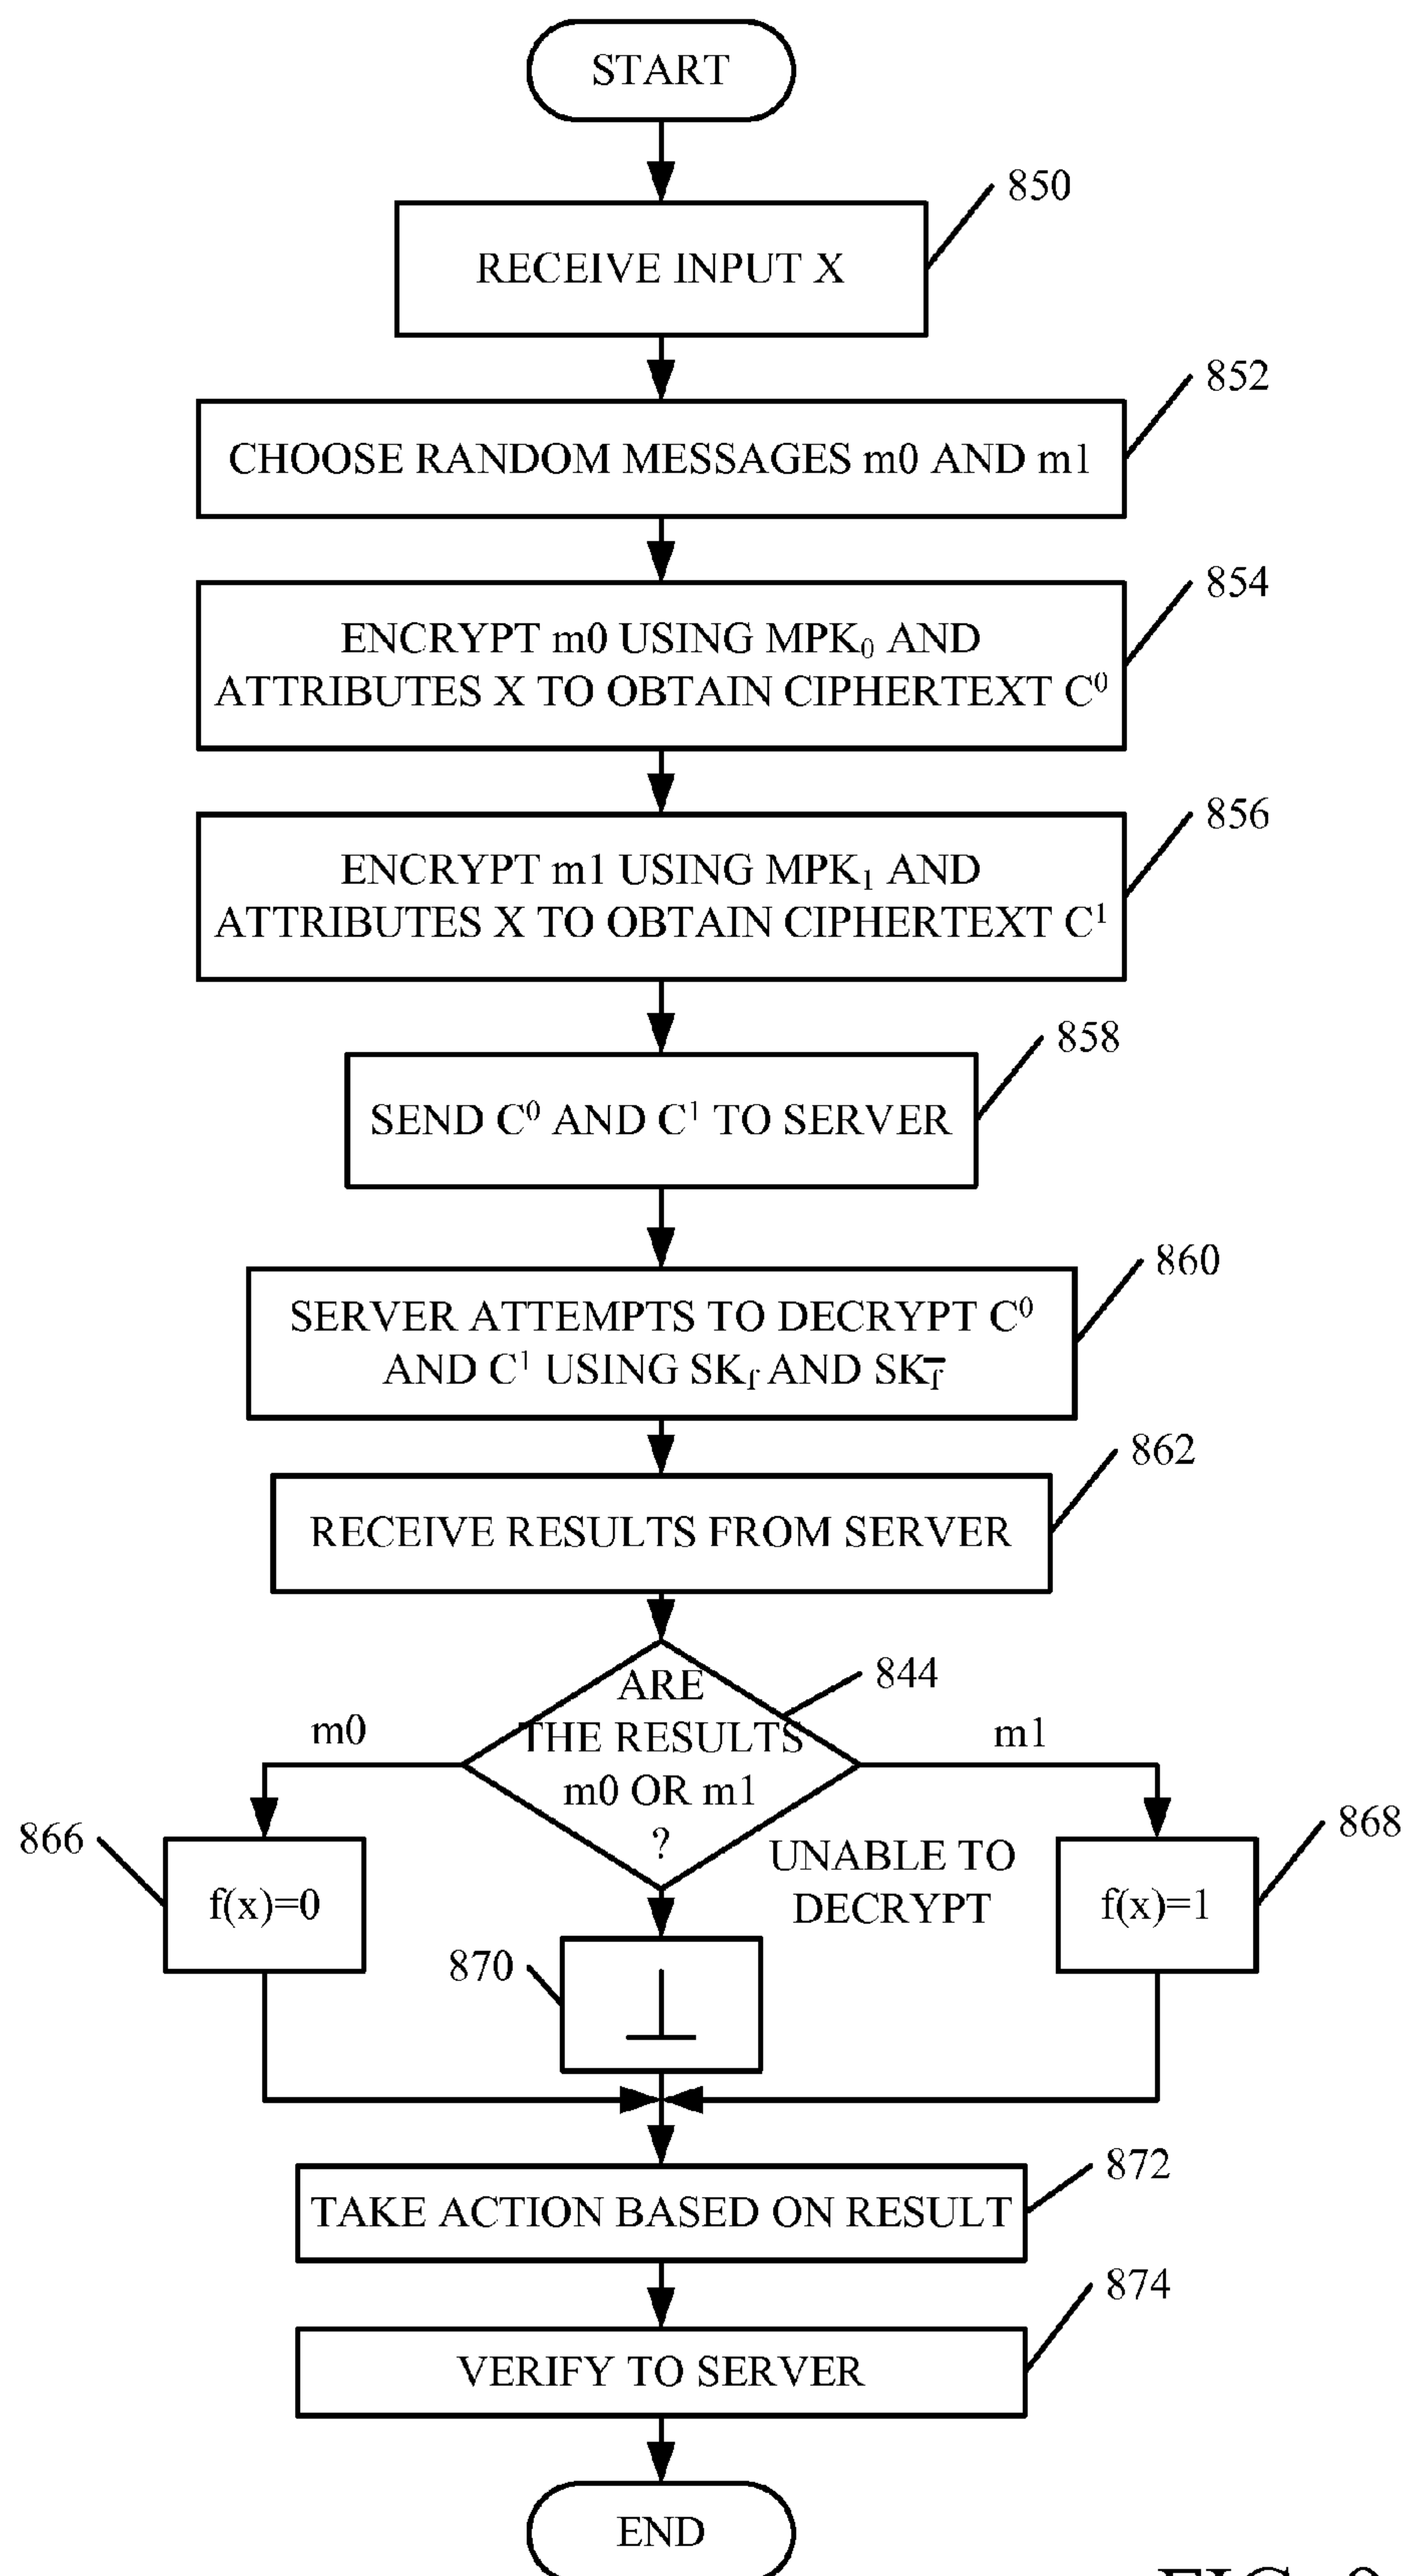 START
850
RECEIVE INPUT X
852
CHOOSE RANDOM MESSAGES m0 AND m1
854
ENCRYPT m0 USING MPK₀ AND
ATTRIBUTES X TO OBTAIN CIPHERTEXT C⁰
856
ENCRYPT m1 USING MPK₁ AND
ATTRIBUTES X TO OBTAIN CIPHERTEXT C¹
858
SEND C⁰ AND C¹ TO SERVER
860
SERVER ATTEMPTS TO DECRYPT C⁰
AND C¹ USING SK_f AND SK_f̅
862
RECEIVE RESULTS FROM SERVER
844
ARE
THE RESULTS
m0 OR m1
?
m0
m1
866
f(x)=0
UNABLE TO
DECRYPT
868
f(x)=1
870
⊥
872
TAKE ACTION BASED ON RESULT
874
VERIFY TO SERVER
END